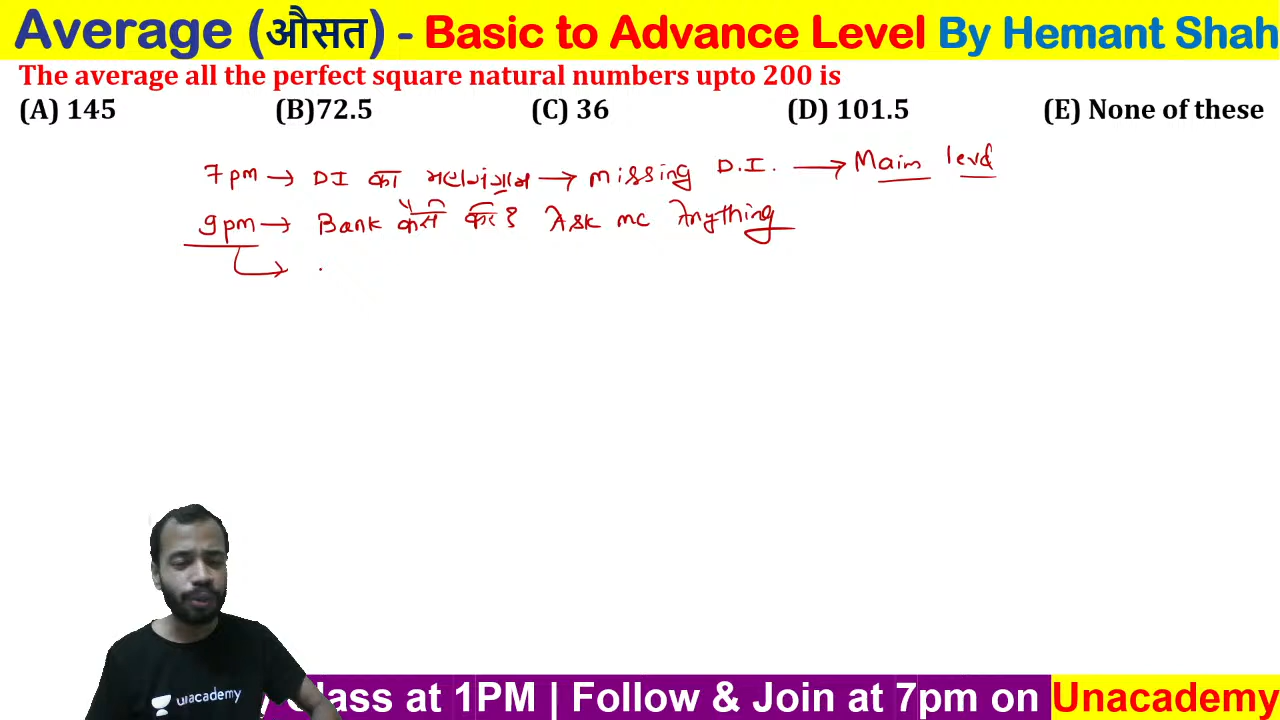 Average (औसत) - Basic to Advance Level By Hemant Shah
The average all the perfect square natural numbers upto 200 is
(A) 145 (B)72.5 (C) 36 (D) 101.5 (E) None of these
7pm → DI का महासंग्राम → missing D.I. → Main level
9pm → Bank कैसे करें? Ask me Anything
unacademy
Class at 1PM | Follow & Join at 7pm on Unacademy